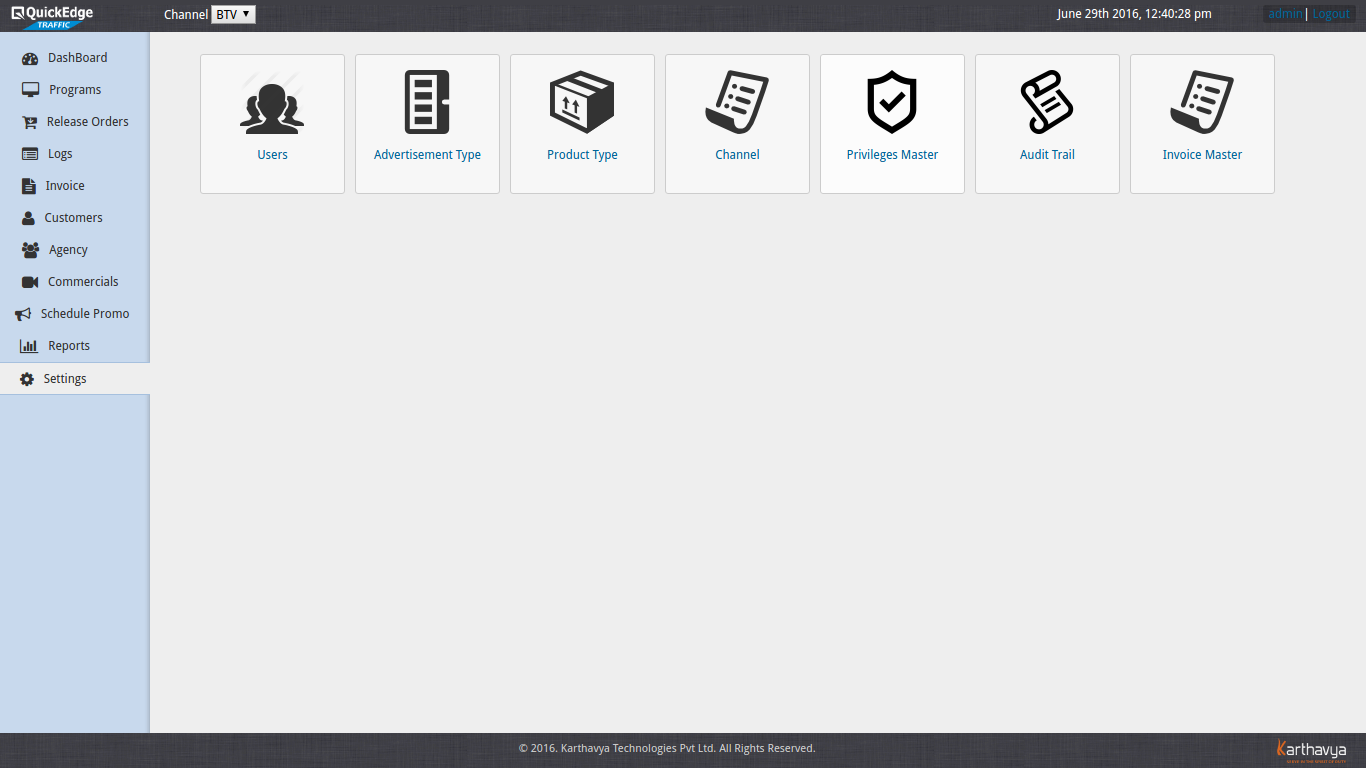 QuickEdge
TRAFFIC
Channel BTV
June 29th 2016, 12:40:28 pm
admin | Logout
DashBoard
Programs
Release Orders
Logs
Invoice
Customers
Agency
Commercials
Schedule Promo
Reports
Settings
Users
Advertisement Type
Product Type
Channel
Privileges Master
Audit Trail
Invoice Master
© 2016. Karthavya Technologies Pvt Ltd. All Rights Reserved.
Karthavya